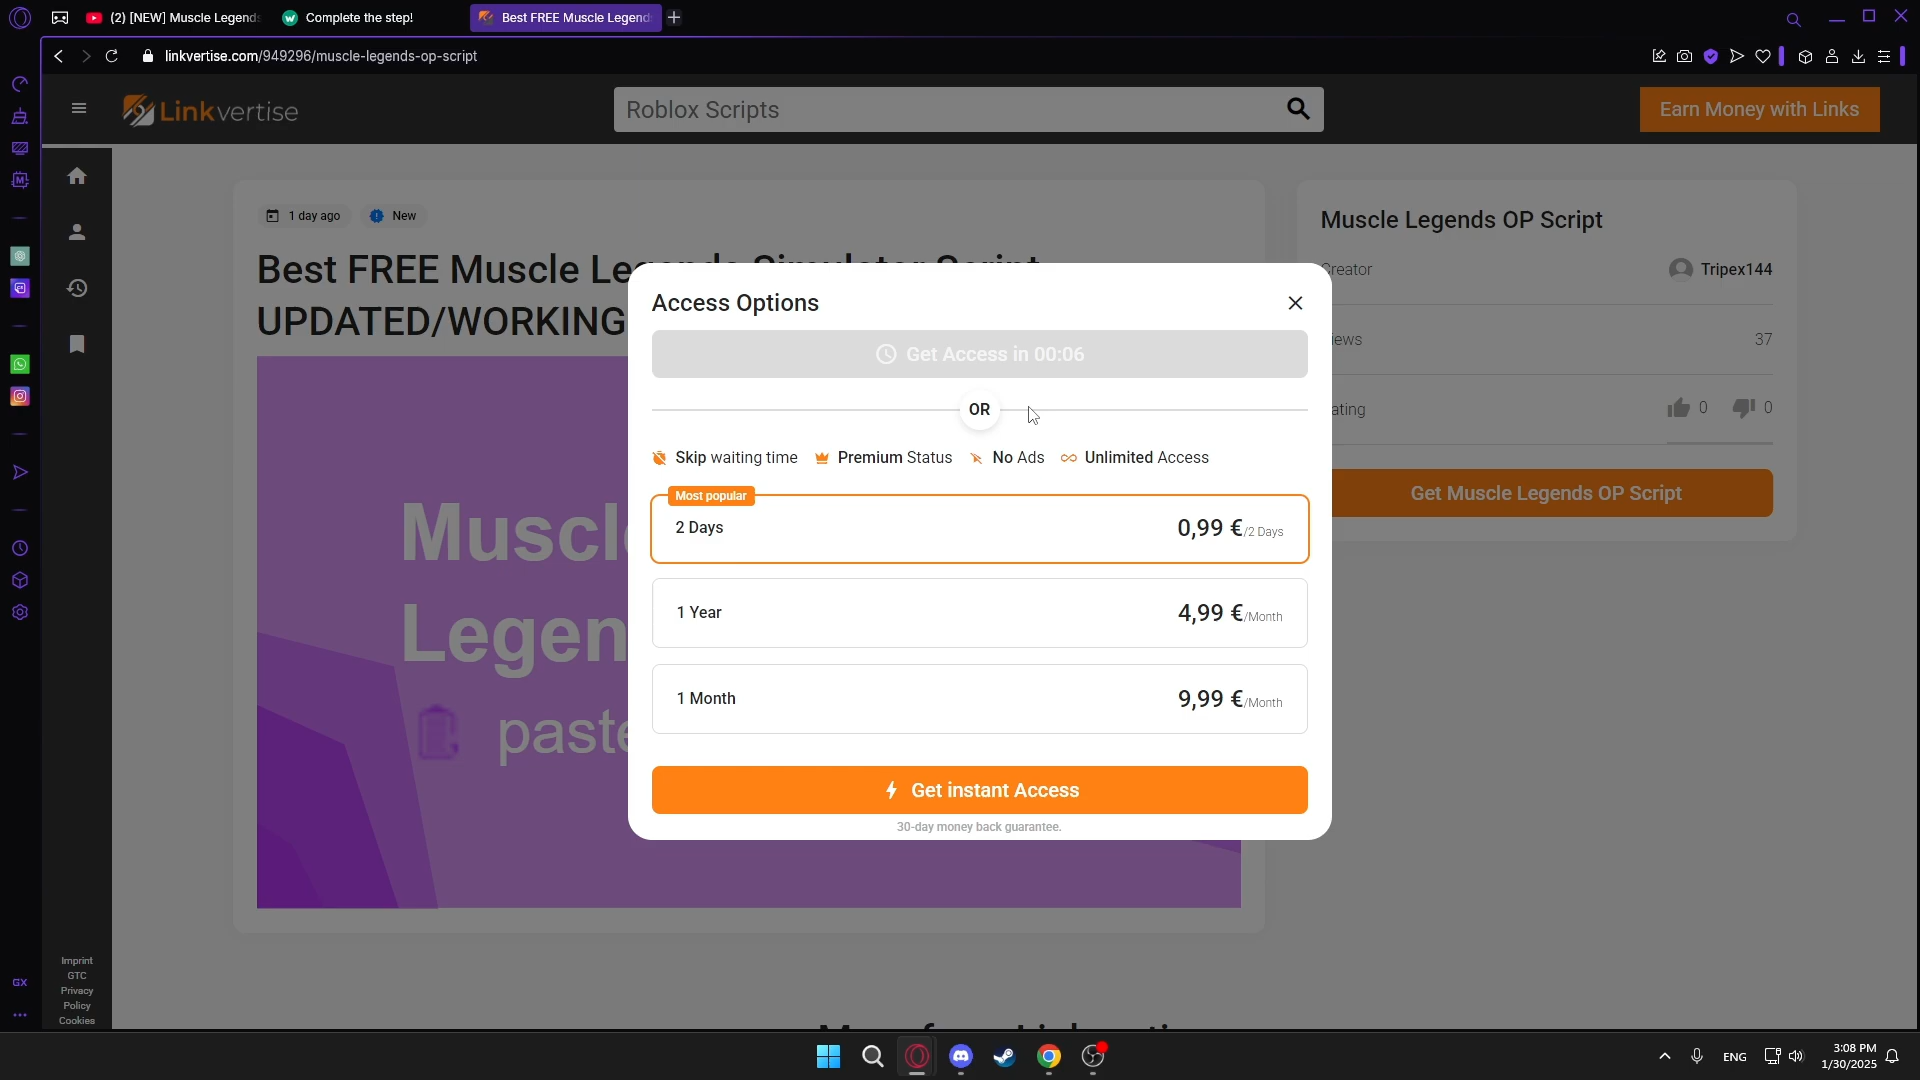 (2) [NEW] Muscle Legends
Complete the step!
Best FREE Muscle Legend
linkvertise.com/949296/muscle-legends-op-script
Linkvertise
Roblox Scripts
Earn Money with Links
1 day ago
New
Best FREE Muscle Legends Simulator Script
UPDATED/WORKING
Muscle
Legen
paste
Access Options
Get Access in 00:06
OR
Skip waiting time
Premium Status
No Ads
Unlimited Access
Most popular
2 Days
0,99 €/2 Days
1 Year
4,99 €/Month
1 Month
9,99 €/Month
Get instant Access
30-day money back guarantee.
Muscle Legends OP Script
Creator
Tripex144
iews
37
ating
0
0
Get Muscle Legends OP Script
Imprint
GTC
Privacy
Policy
Cookies
GX
ENG
3:08 PM
1/30/2025